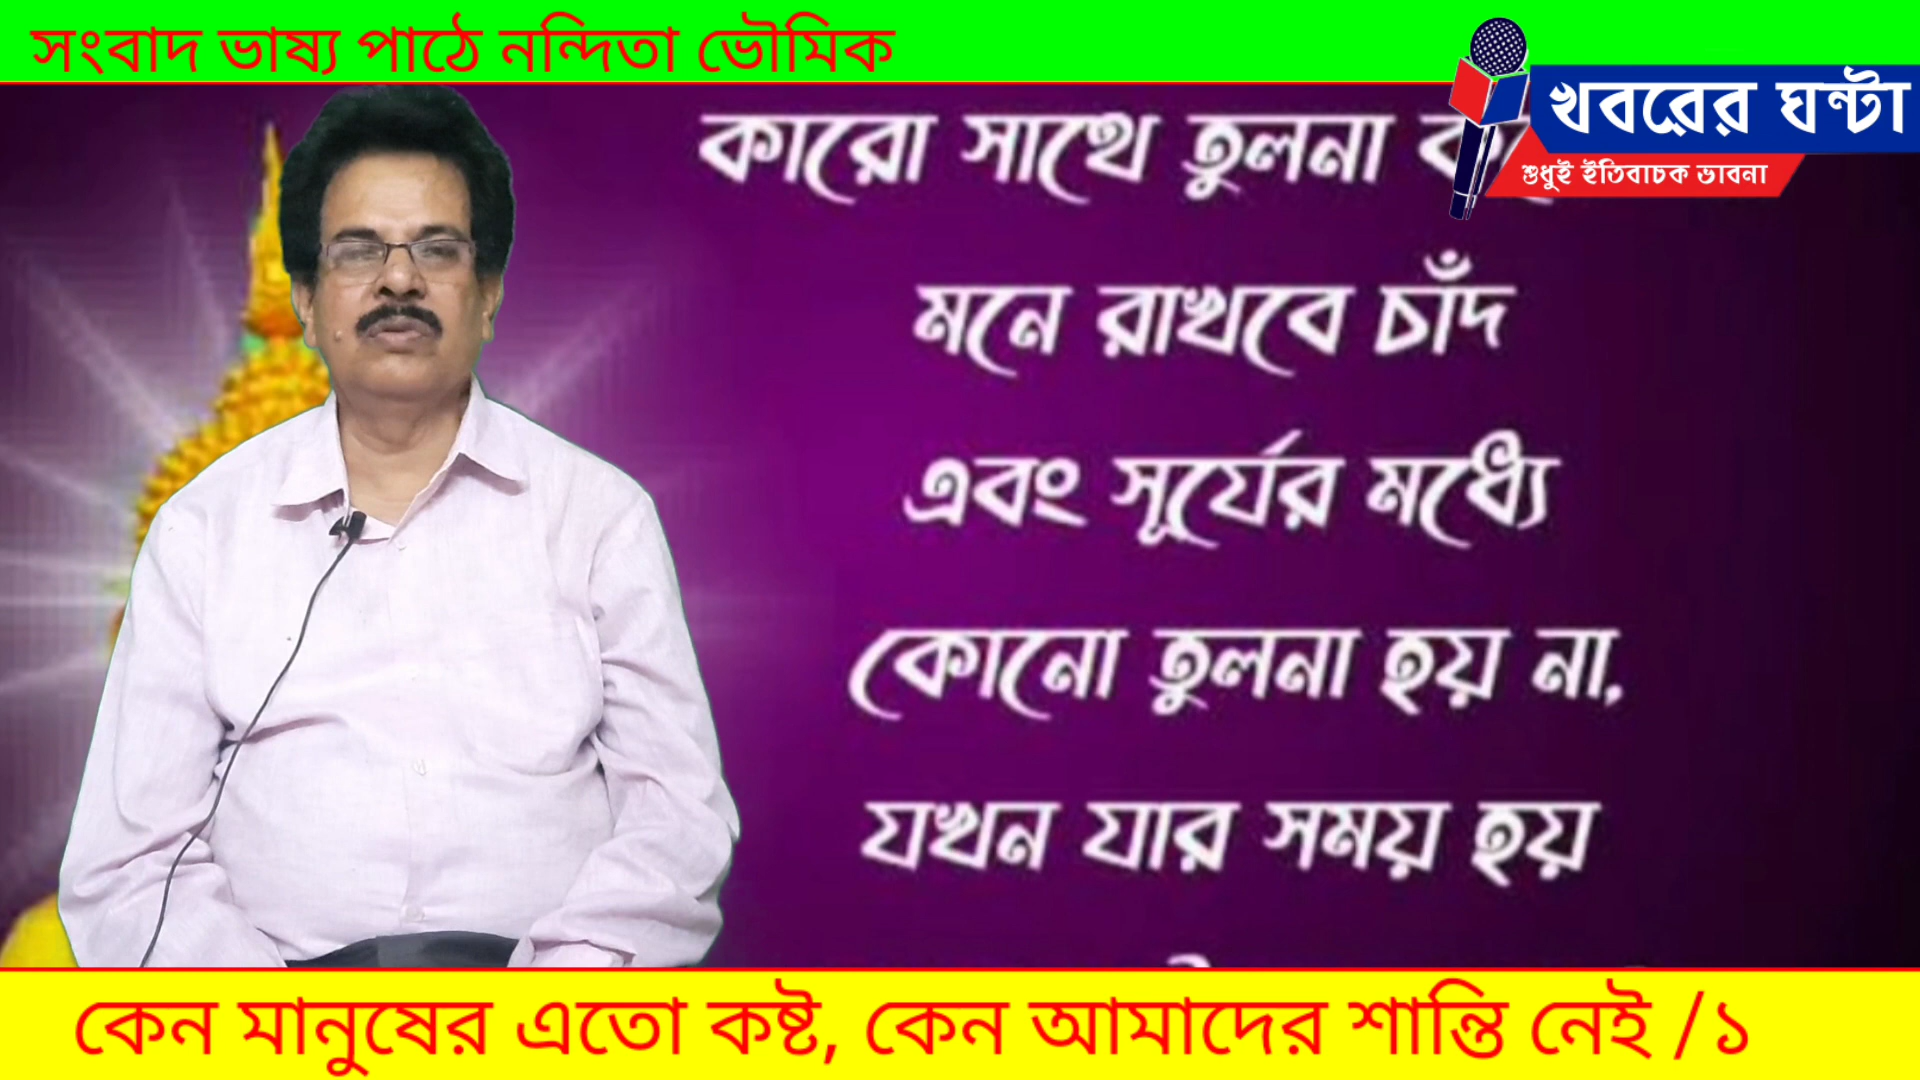 সংবাদ ভাষ্য পাঠে নন্দিতা ভৌমিক
খবরের ঘন্টা
শুধুই ইতিবাচক ভাবনা
কারো সাথে তুলনা
মনে রাখবে চাঁদ
এবং সূর্যের মধ্যে
কোনো তুলনা হয় না,
যখন যার সময় হয়
কেন মানুষের এতো কষ্ট, কেন আমাদের শান্তি নেই /১